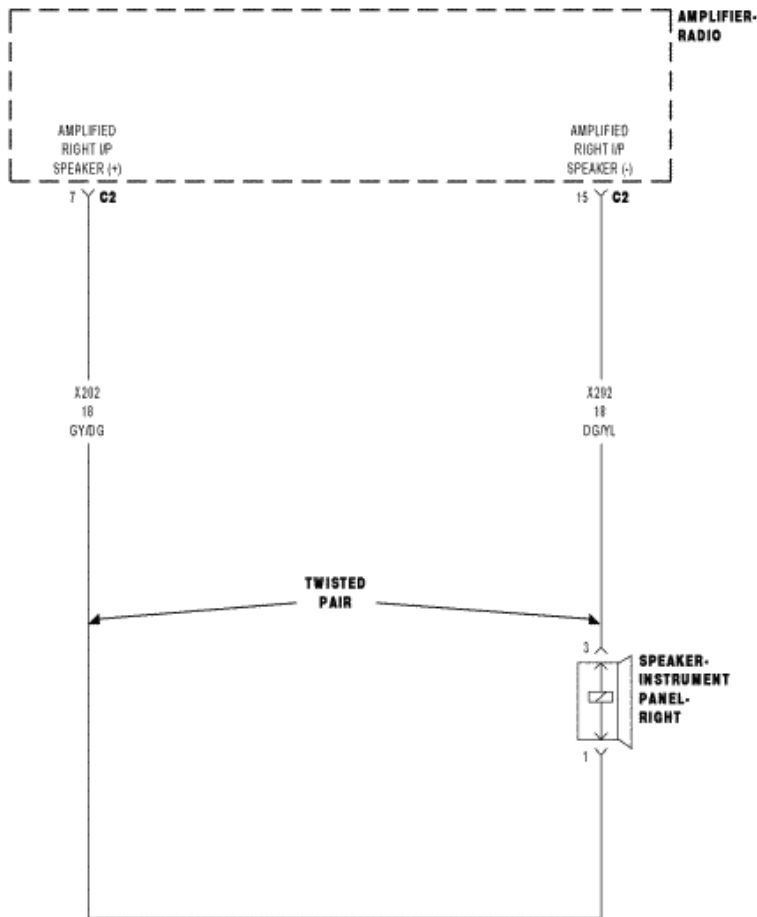 AMPLIFIER-
RADIO
AMPLIFIED
RIGHT I/P
SPEAKER (+)
AMPLIFIED
RIGHT I/P
SPEAKER (-)
7 C2
15 C2
X202
18
GY/DG
X292
18
DG/YL
TWISTED
PAIR
3
SPEAKER-
INSTRUMENT
PANEL-
RIGHT
1